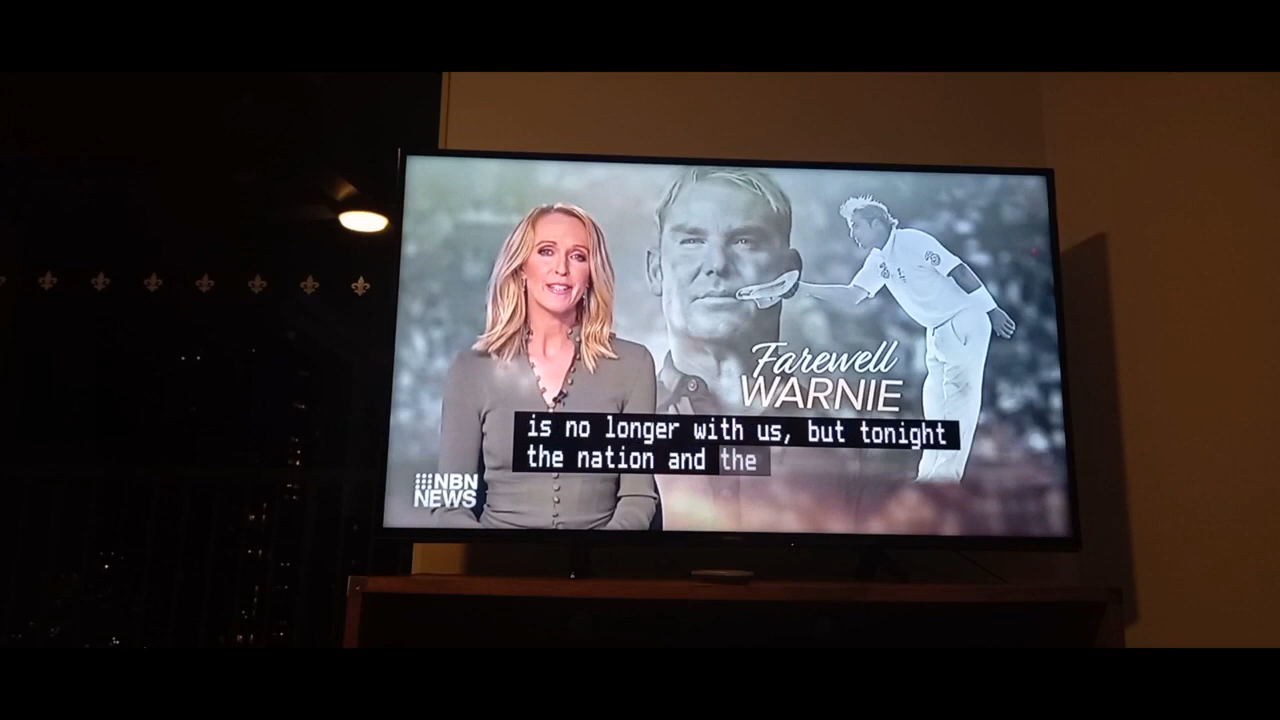 Farewell
WARNIE
is no longer with us, but tonight
the nation and the
NBN
NEWS